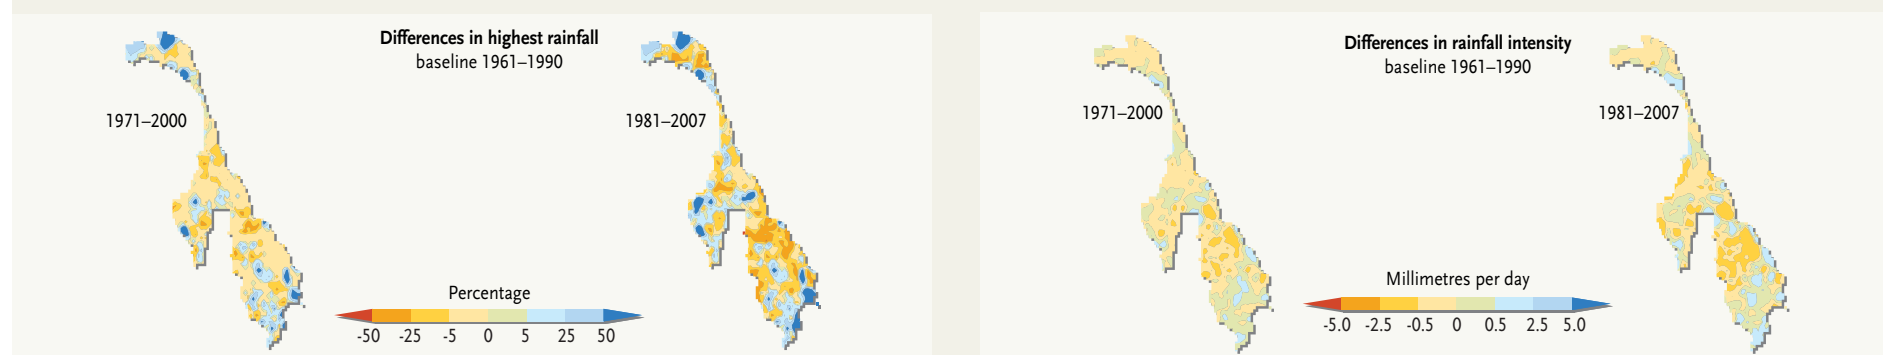 Differences in highest rainfall
baseline 1961–1990
1971–2000
1981–2007
Percentage
-50 -25 -5 0 5 25 50
Differences in rainfall intensity
baseline 1961–1990
1971–2000
1981–2007
Millimetres per day
-5.0 -2.5 -0.5 0 0.5 2.5 5.0